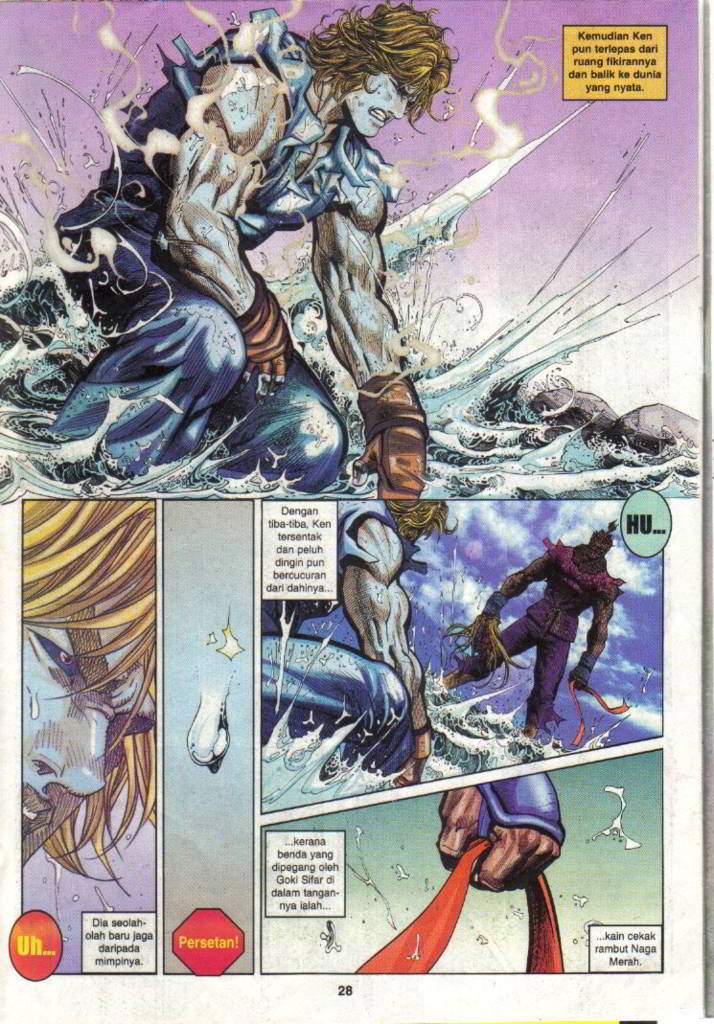 Kemudian Ken
pun terlepas dari
ruang fikirannya
dan balik ke dunia
yang nyata.
Uh...
Dia seolah-
olah baru jaga
daripada
mimpinya.
Persetan!
Dengan
tiba-tiba, Ken
tersentak
dan peluh
dingin pun
bercucuran
dari dahinya...
HU...
...kerana
benda yang
dipegang oleh
Goki Sifar di
dalam tangan-
nya ialah...
...kain cekak
rambut Naga
Merah.
28